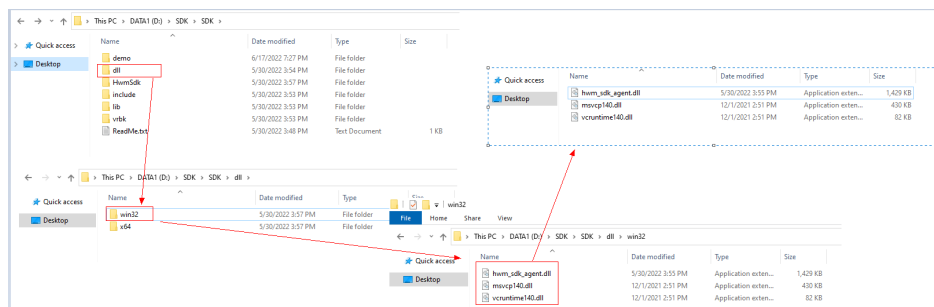 This PC > DATA1 (D:) > SDK > SDK >
Quick access
Desktop
Name Date modified Type Size
demo 6/17/2022 7:27 PM File folder
dll 5/30/2022 3:54 PM File folder
HwmSdk 5/30/2022 3:57 PM File folder
include 5/30/2022 3:53 PM File folder
lib 5/30/2022 3:53 PM File folder
vrbk 5/30/2022 3:53 PM File folder
ReadMe.txt 5/30/2022 3:48 PM Text Document 1 KB
Quick access
Desktop
Name Date modified Type Size
hwm_sdk_agent.dll 5/30/2022 3:55 PM Application exten... 1,429 KB
msvcp140.dll 12/1/2021 2:51 PM Application exten... 430 KB
vcruntime140.dll 12/1/2021 2:51 PM Application exten... 82 KB
This PC > DATA1 (D:) > SDK > SDK > dll >
Quick access
Desktop
Name Date modified Type Size
win32 5/30/2022 3:57 PM File folder
x64 5/30/2022 3:57 PM File folder
win32
File Home Share View
This PC > DATA1 (D:) > SDK > SDK > dll > win32
Quick access
Desktop
Name Date modified Type Size
hwm_sdk_agent.dll 5/30/2022 3:55 PM Application exten... 1,429 KB
msvcp140.dll 12/1/2021 2:51 PM Application exten... 430 KB
vcruntime140.dll 12/1/2021 2:51 PM Application exten... 82 KB